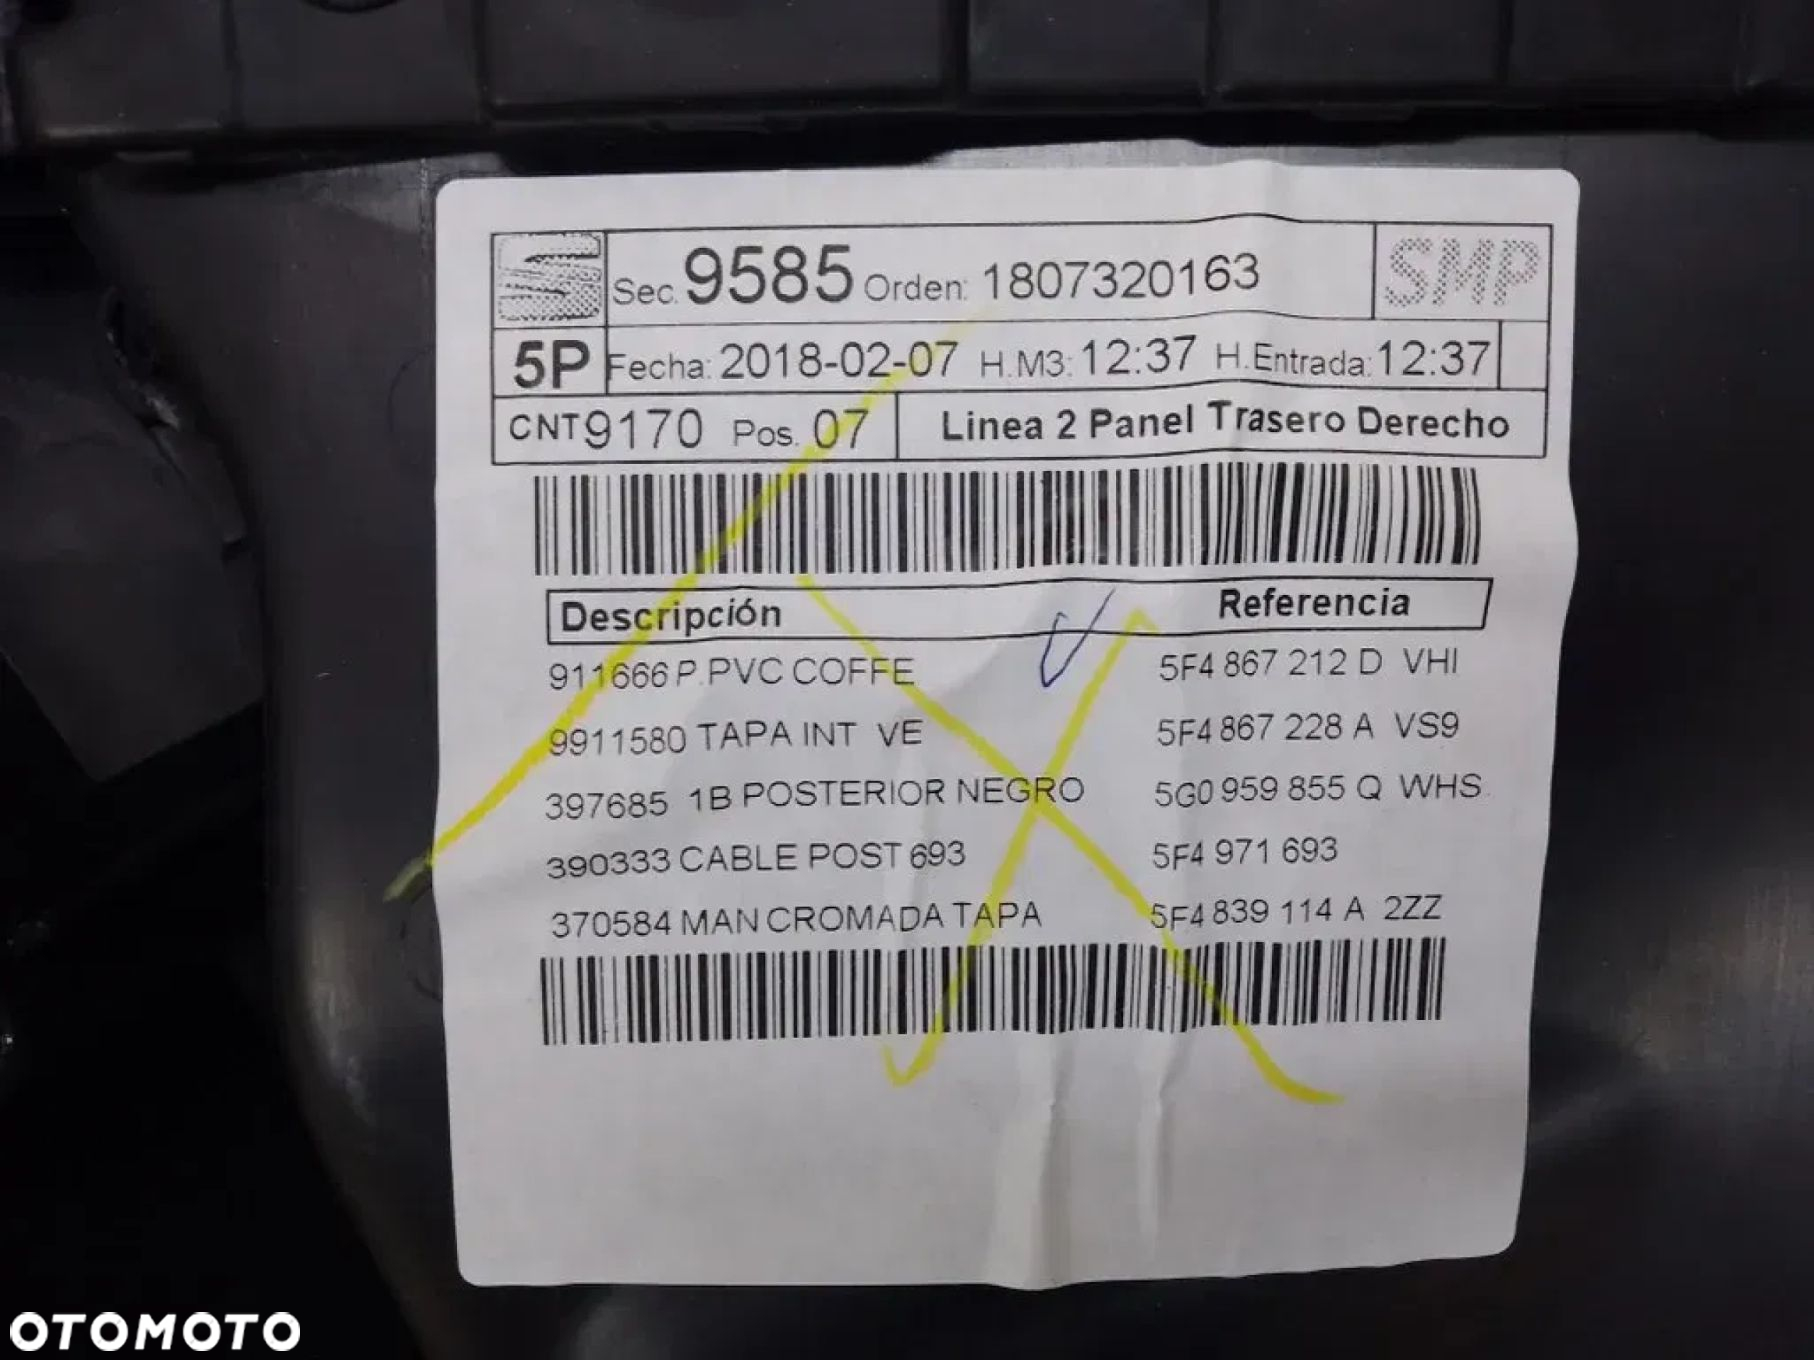 Sec. 9585 Orden: 1807320163 SMP
5P Fecha: 2018-02-07 H.M3: 12:37 H.Entrada: 12:37
CNT 9170 Pos. 07 Linea 2 Panel Trasero Derecho
Descripción Referencia
911666 P.PVC COFFE 5F4 867 212 D VHI
9911580 TAPA INT VE 5F4 867 228 A VS9
397685 1B POSTERIOR NEGRO 5G0 959 855 Q WHS
390333 CABLE POST 693 5F4 971 693
370584 MAN CROMADA TAPA 5F4 839 114 A 2ZZ
OTOMOTO